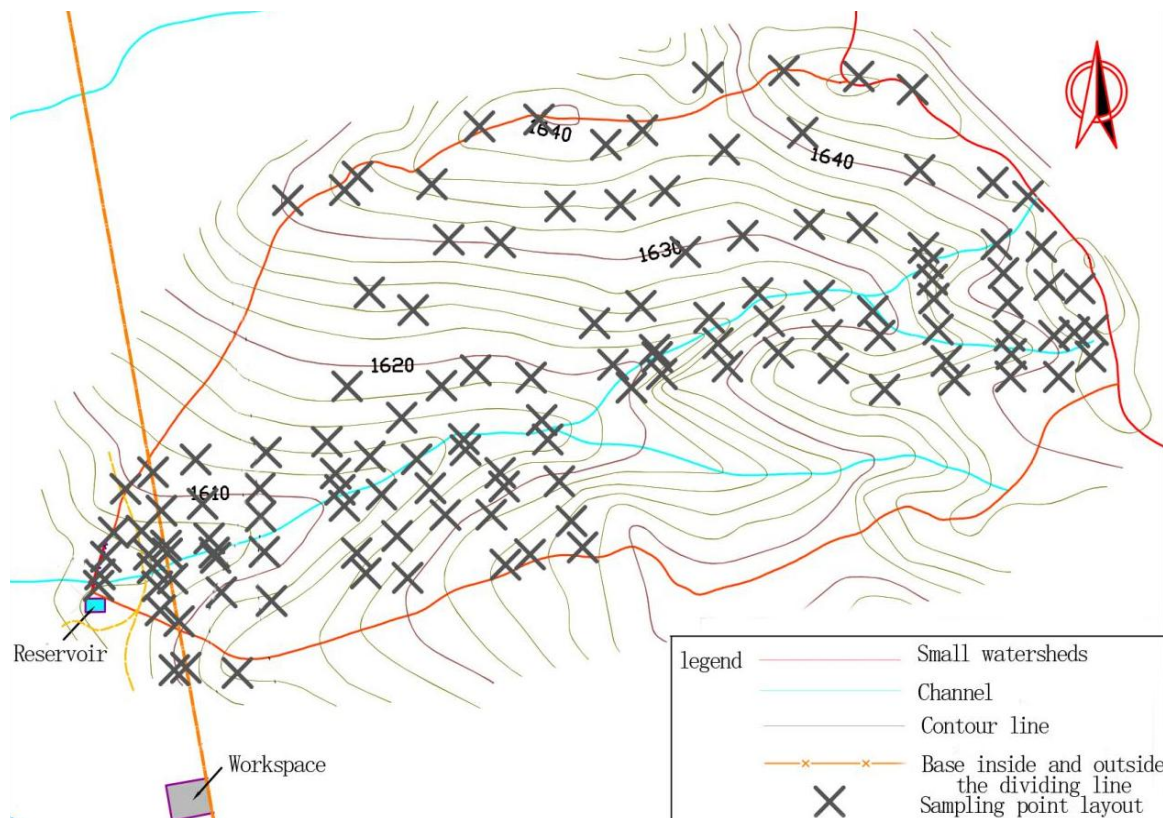 1640
1640
1630
1620
1610
Reservoir
Workspace
legend
Small watersheds
Channel
Contour line
Base inside and outside
the dividing line
Sampling point layout